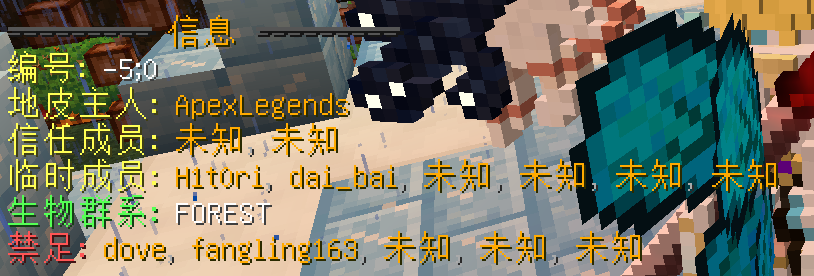 信息
编号: -5;0
地皮主人: ApexLegends
信任成员: 未知, 未知
临时成员: H1t0ri, dai_bai, 未知, 未知, 未知, 未知
生物群系: FOREST
禁足: dove, fangling163, 未知, 未知, 未知